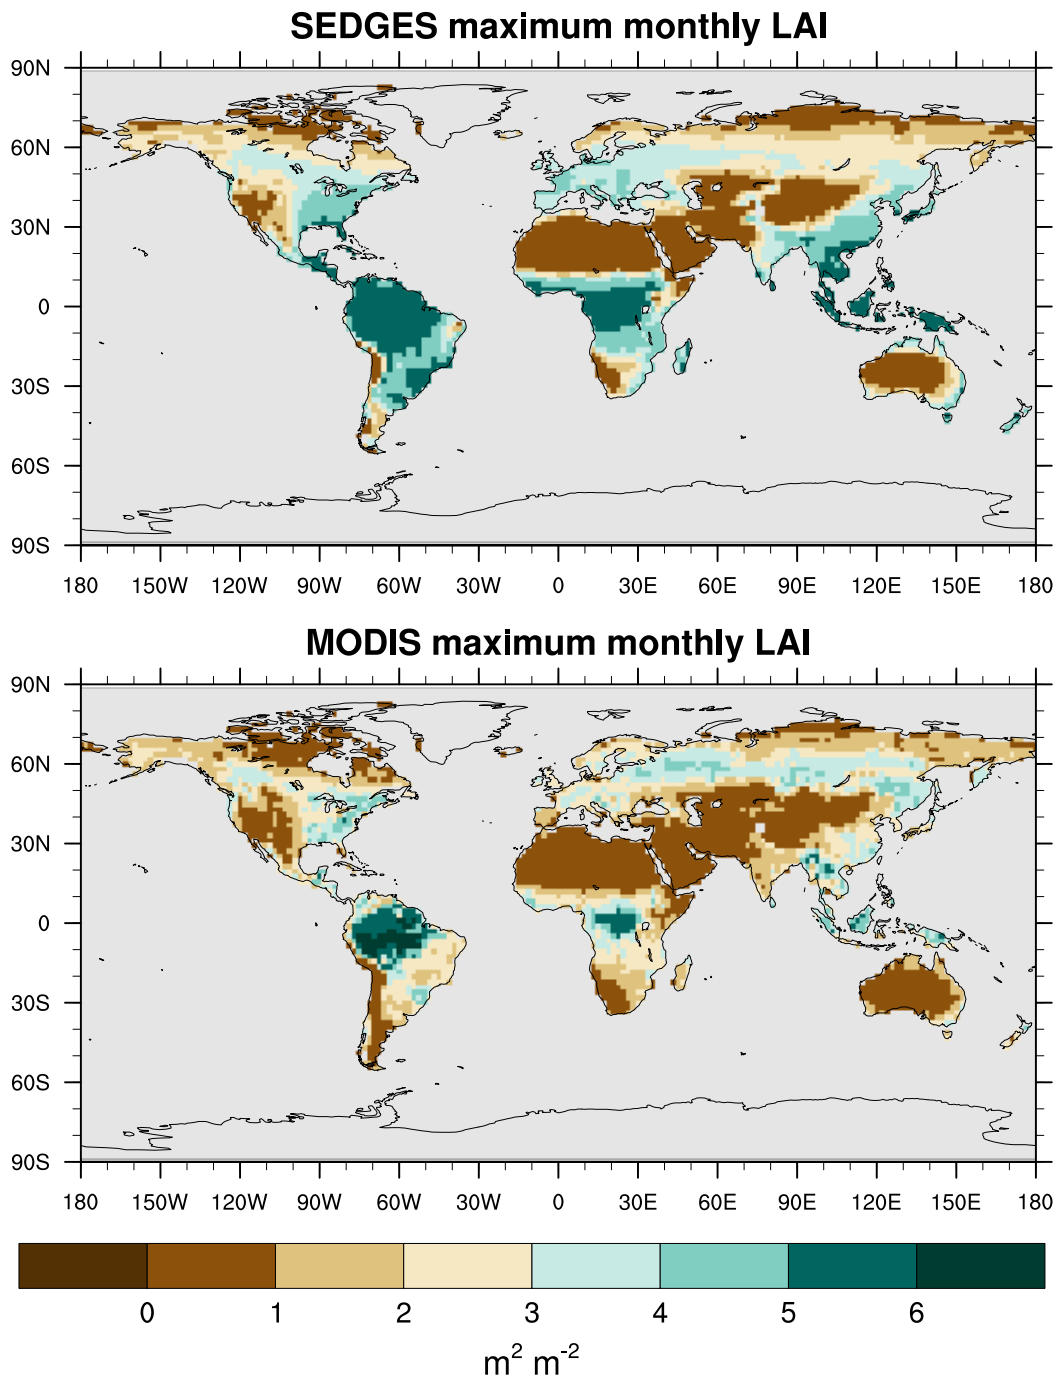 SEDGES maximum monthly LAI
90N
60N
30N
0
30S
60S
90S
180 150W 120W 90W 60W 30W 0 30E 60E 90E 120E 150E 180
MODIS maximum monthly LAI
90N
60N
30N
0
30S
60S
90S
180 150W 120W 90W 60W 30W 0 30E 60E 90E 120E 150E 180
0 1 2 3 4 5 6
m² m⁻²